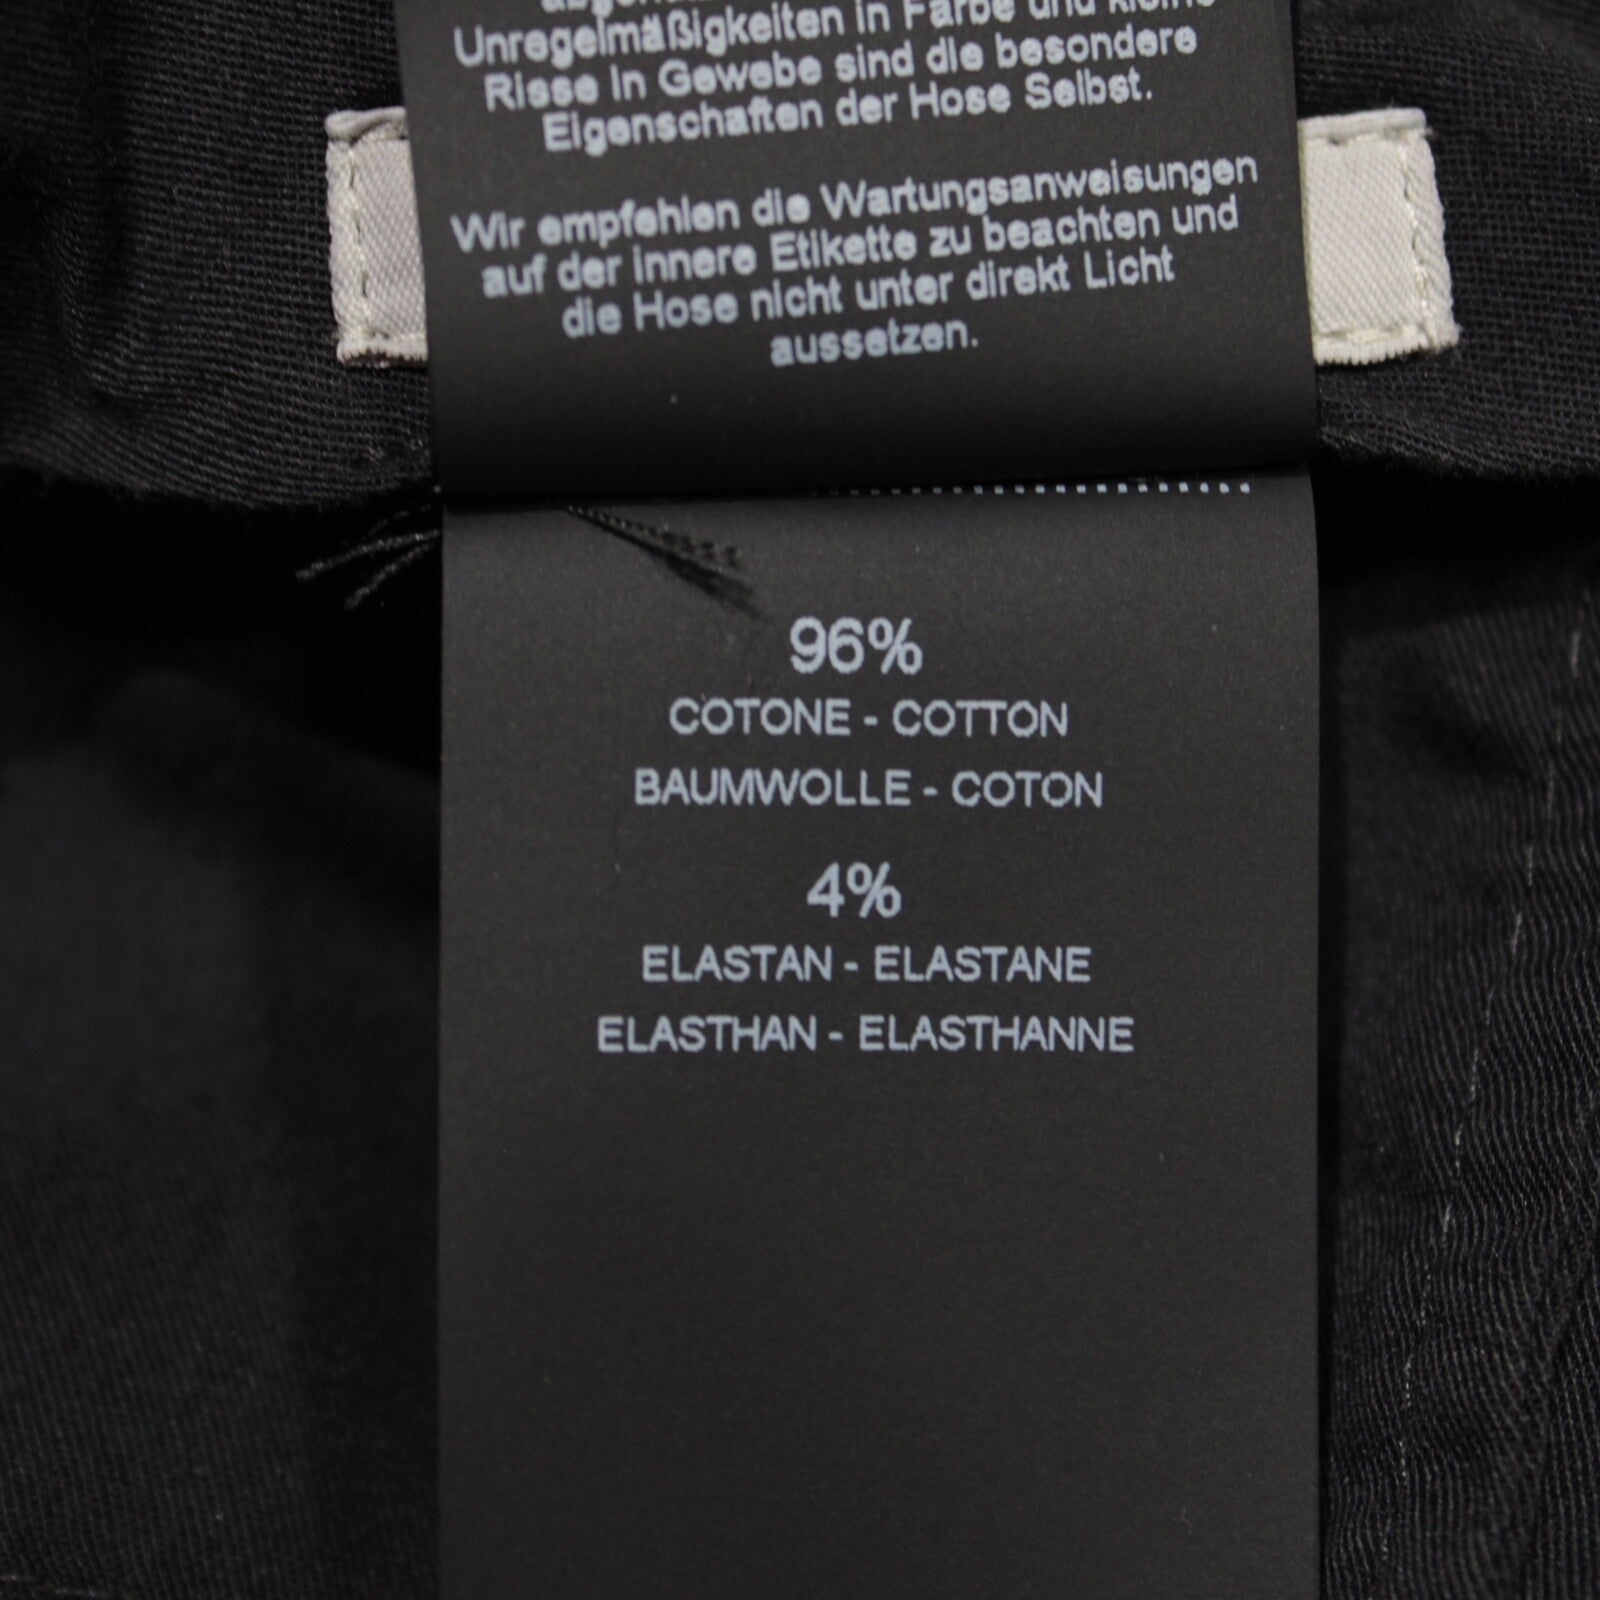 Unregelmäßigkeiten in Farbe und kleine
Risse in Gewebe sind die besondere
Eigenschaften der Hose Selbst.
Wir empfehlen die Wartungsanweisungen
auf der innere Etikette zu beachten und
die Hose nicht unter direkt Licht
aussetzen.
96%
COTONE - COTTON
BAUMWOLLE - COTON
4%
ELASTAN - ELASTANE
ELASTHAN - ELASTHANNE